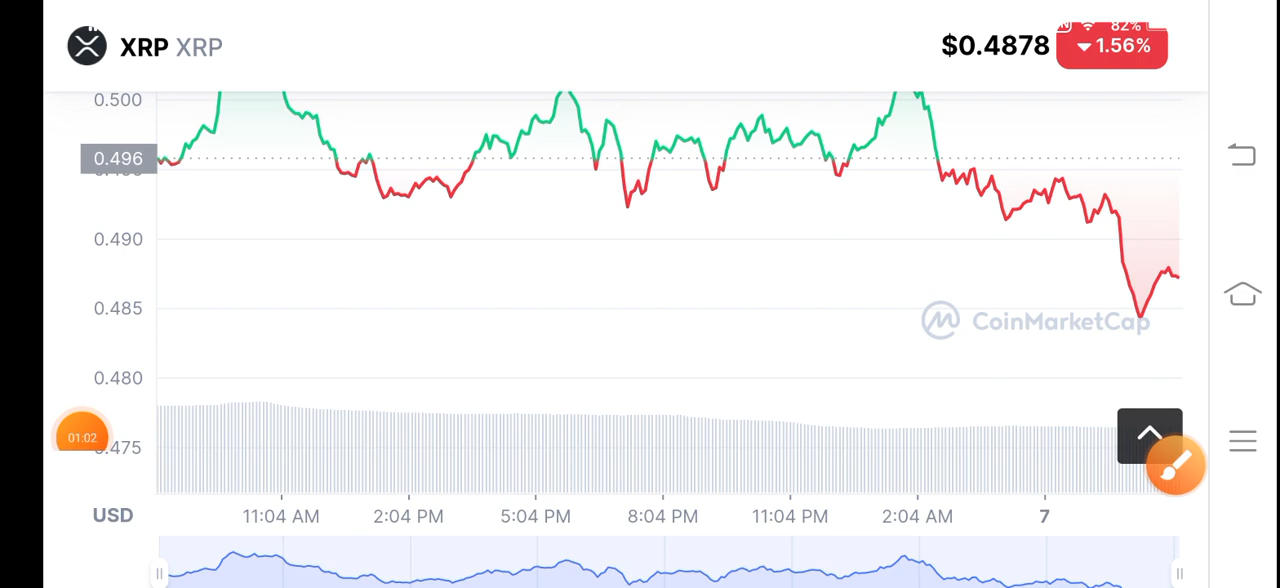 XRP XRP
$0.4878
82%
1.56%
0.500
0.496
0.490
0.485
CoinMarketCap
0.480
01:02
USD
11:04 AM 2:04 PM 5:04 PM 8:04 PM 11:04 PM 2:04 AM 7